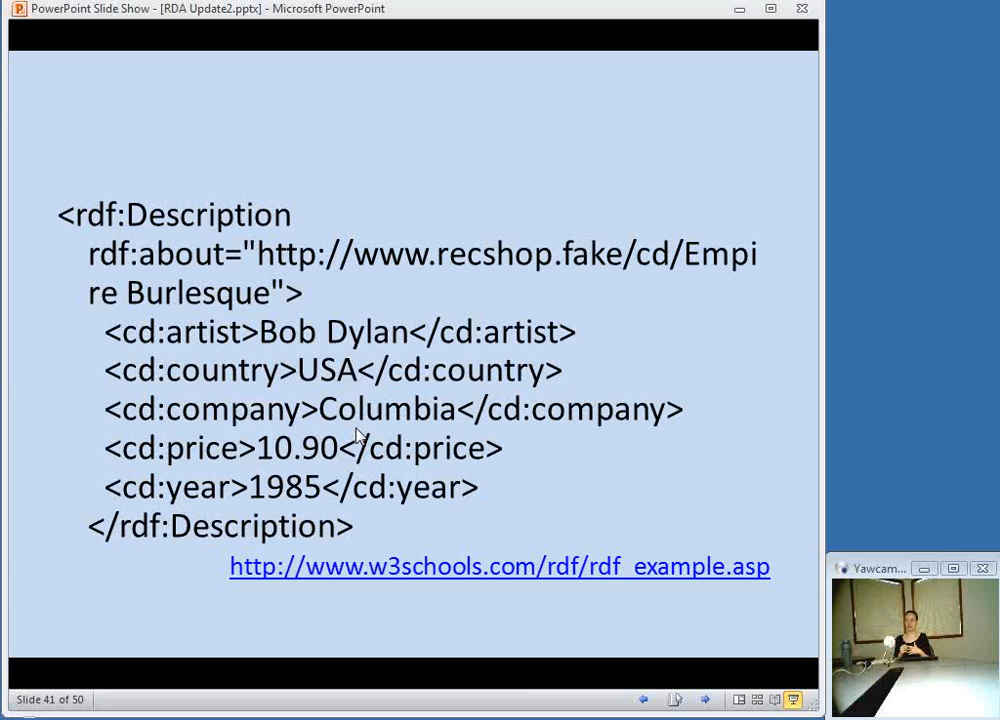 PowerPoint Slide Show - [RDA Update2.pptx] - Microsoft PowerPoint
<rdf:Description
rdf:about="http://www.recshop.fake/cd/Empi
re Burlesque">
<cd:artist>Bob Dylan</cd:artist>
<cd:country>USA</cd:country>
<cd:company>Columbia</cd:company>
<cd:price>10.90</cd:price>
<cd:year>1985</cd:year>
</rdf:Description>
http://www.w3schools.com/rdf/rdf_example.asp
Yawcam...
Slide 41 of 50